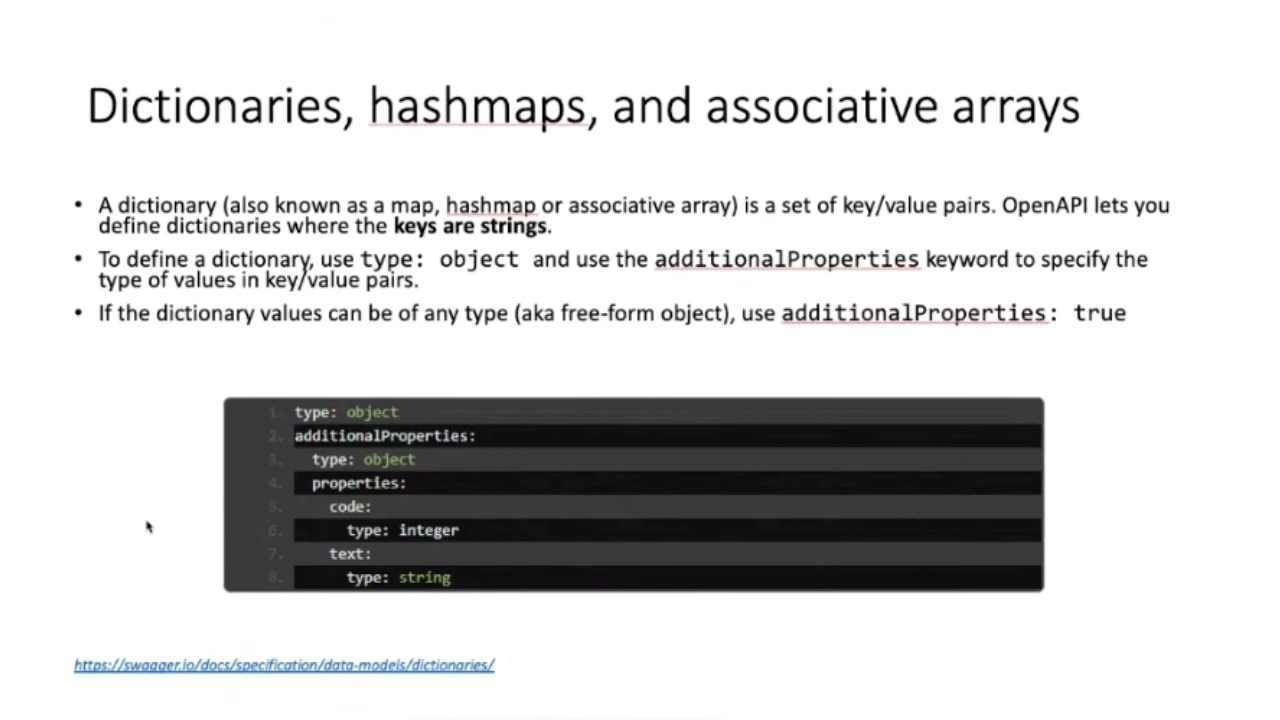 Dictionaries, hashmaps, and associative arrays
• A dictionary (also known as a map, hashmap or associative array) is a set of key/value pairs. OpenAPI lets you
define dictionaries where the keys are strings.
• To define a dictionary, use type: object and use the additionalProperties keyword to specify the
type of values in key/value pairs.
• If the dictionary values can be of any type (aka free-form object), use additionalProperties: true
1. type: object
2. additionalProperties:
3.   type: object
4.   properties:
5.     code:
6.       type: integer
7.     text:
8.       type: string
https://swagger.io/docs/specification/data-models/dictionaries/